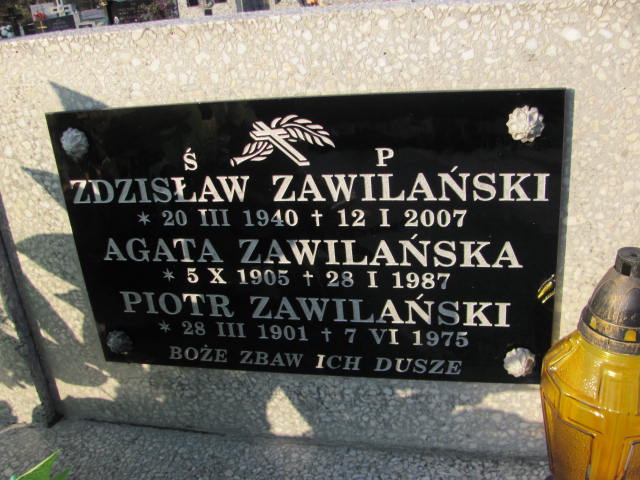 Ś P
ZDZISŁAW ZAWILAŃSKI
* 20 III 1940 † 12 I 2007
AGATA ZAWILAŃSKA
* 5 X 1905 † 28 I 1987
PIOTR ZAWILAŃSKI
* 28 III 1901 † 7 VI 1975
BOŻE ZBAW ICH DUSZE